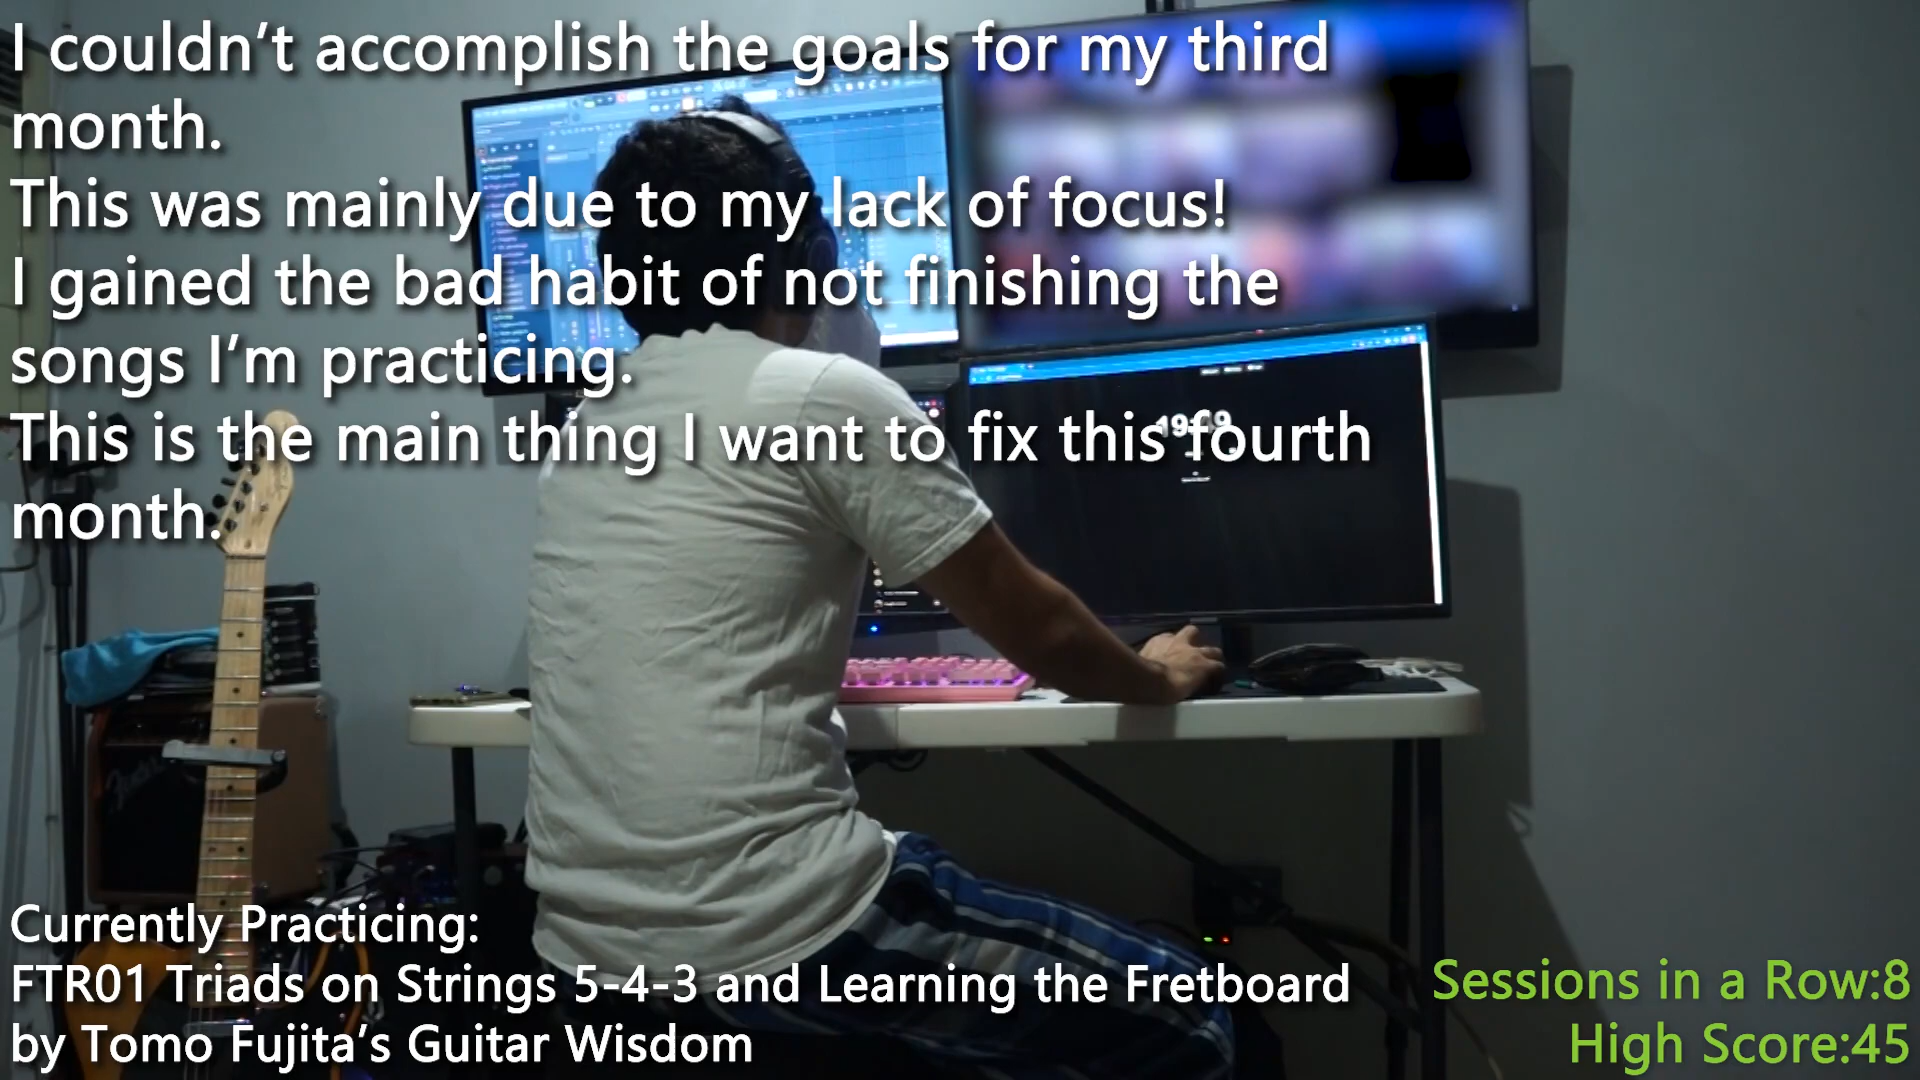 I couldn't accomplish the goals for my third
month.
This was mainly due to my lack of focus!
I gained the bad habit of not finishing the
songs I'm practicing.
This is the main thing I want to fix this fourth
month.
Currently Practicing:
FTR01 Triads on Strings 5-4-3 and Learning the Fretboard
by Tomo Fujita's Guitar Wisdom
Sessions in a Row:8
High Score:45
Fender